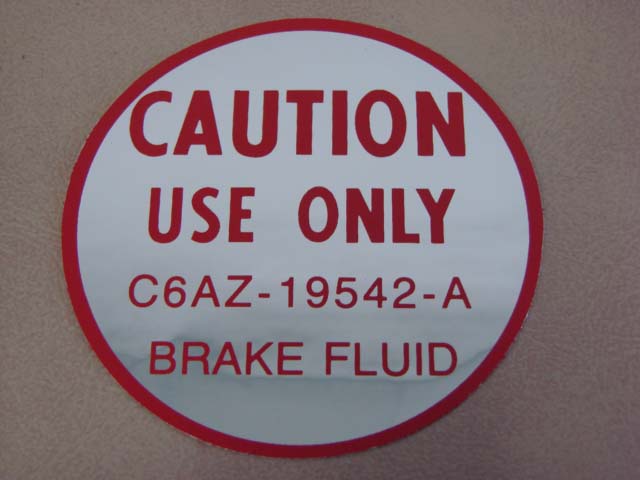 CAUTION
USE ONLY
C6AZ-19542-A
BRAKE FLUID